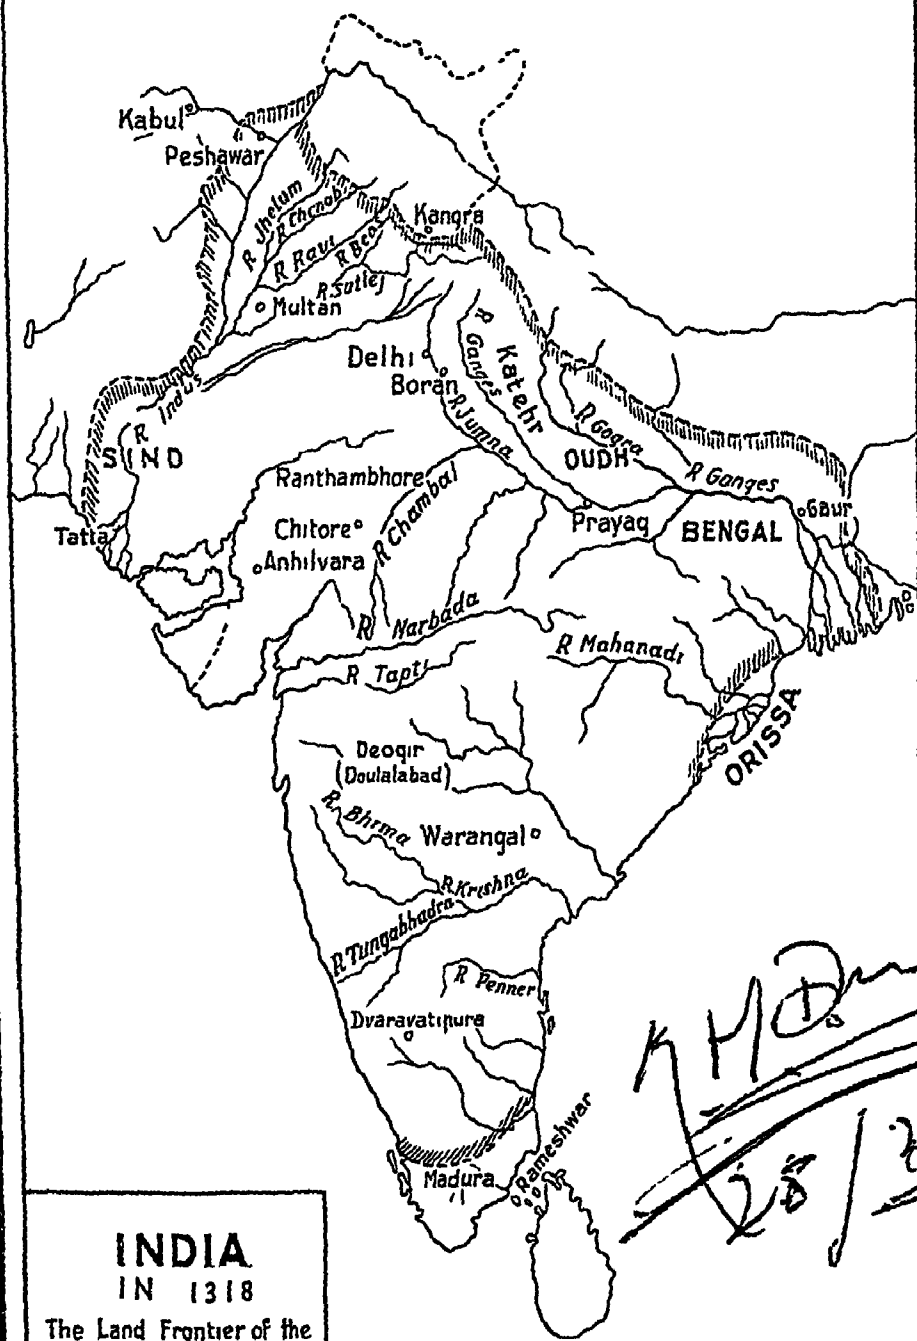 Kabul
Peshawar
R Jhelum
R Chenab
R Ravi
R Bea
R Sutlej
Kangra
Multan
R Indus
SIND
Tatta
Delhi
Boran
R Ganges
Katehr
R Jumna
R Gogra
OUDH
R Ganges
Gaur
Ranthambhore
Chitore
Anhilvara
R Chambal
Prayag
BENGAL
R Narbada
R Tapti
R Mahanadi
ORISSA
Deogir
(Doulalabad)
R Bhima
Warangal
R Krishna
R Tungabhadra
R Penner
Dvaravatipura
Rameshwar
Madura
INDIA
IN 1318
The Land Frontier of the